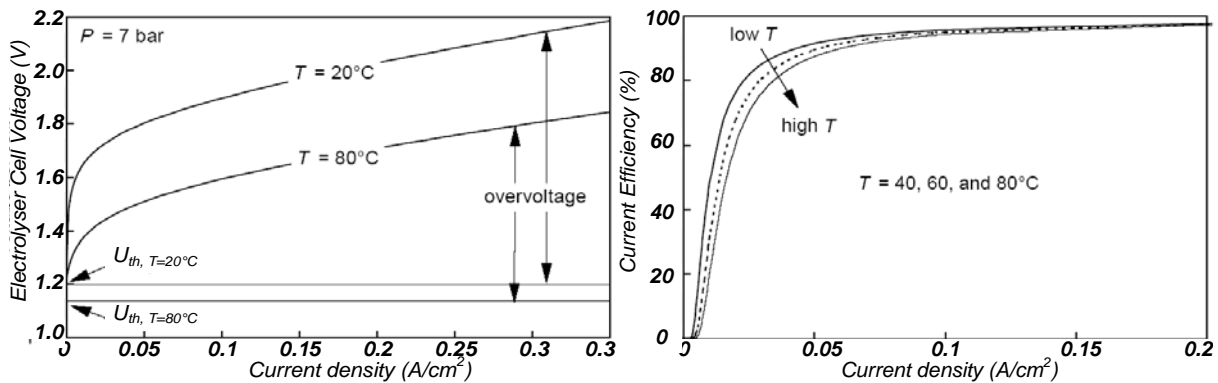 Electrolyser Cell Voltage (V)
2.2
2.0
1.8
1.6
1.4
1.2
1.0
P = 7 bar
T = 20°C
T = 80°C
overvoltage
U th, T=20°C
U th, T=80°C
0
0.05
0.1
0.15
0.2
0.25
0.3
0.3
Current density (A/cm²)
Current Efficiency (%)
100
80
60
40
20
0
low T
high T
T = 40, 60, and 80°C
0
0.05
0.1
0.15
0.2
Current density (A/cm²)